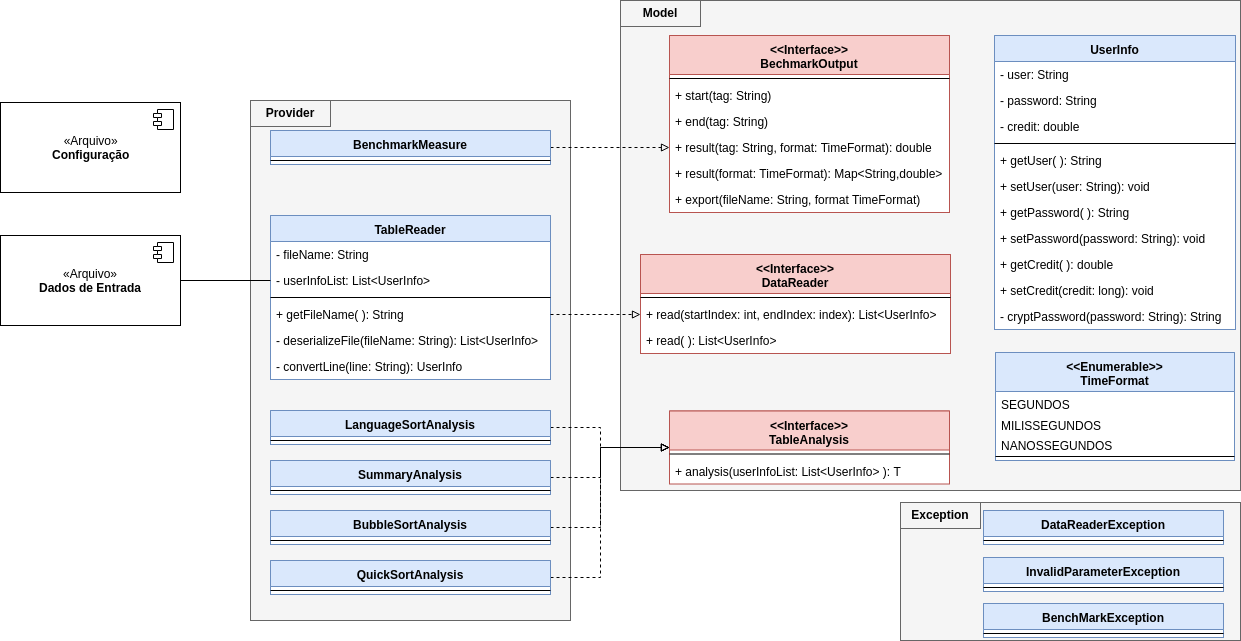 «Arquivo»
Configuração
«Arquivo»
Dados de Entrada
Provider
BenchmarkMeasure
TableReader
- fileName: String
- userInfoList: List<UserInfo>
+ getFileName( ): String
- deserializeFile(fileName: String): List<UserInfo>
- convertLine(line: String): UserInfo
LanguageSortAnalysis
SummaryAnalysis
BubbleSortAnalysis
QuickSortAnalysis
Model
<<Interface>>
BechmarkOutput
+ start(tag: String)
+ end(tag: String)
+ result(tag: String, format: TimeFormat): double
+ result(format: TimeFormat): Map<String,double>
+ export(fileName: String, format TimeFormat)
<<Interface>>
DataReader
+ read(startIndex: int, endIndex: index): List<UserInfo>
+ read( ): List<UserInfo>
<<Interface>>
TableAnalysis
+ analysis(userInfoList: List<UserInfo> ): T
UserInfo
- user: String
- password: String
- credit: double
+ getUser( ): String
+ setUser(user: String): void
+ getPassword( ): String
+ setPassword(password: String): void
+ getCredit( ): double
+ setCredit(credit: long): void
- cryptPassword(password: String): String
<<Enumerable>>
TimeFormat
SEGUNDOS
MILISSEGUNDOS
NANOSSEGUNDOS
Exception
DataReaderException
InvalidParameterException
BenchMarkException